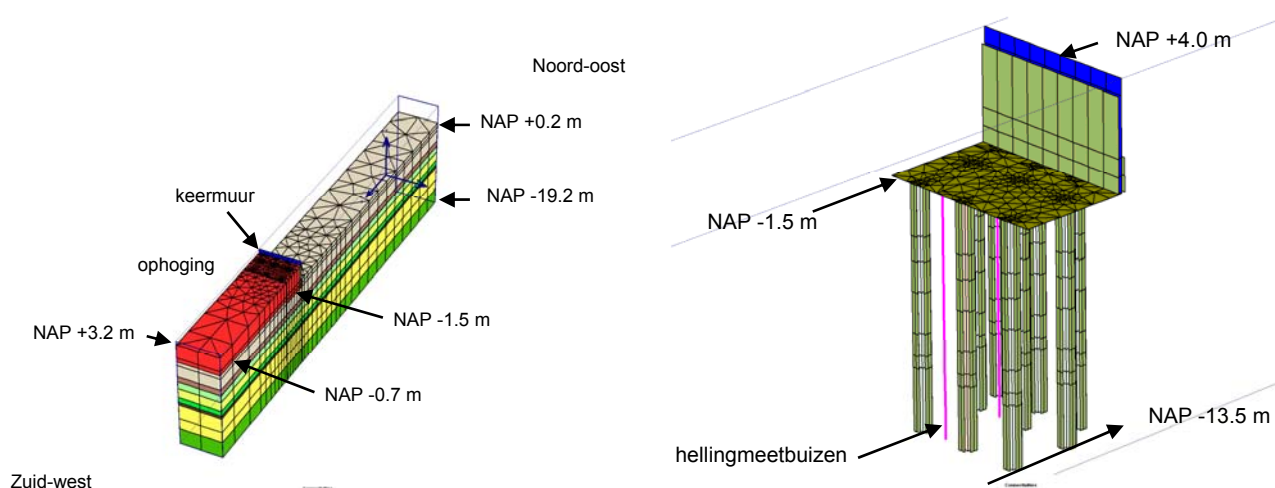 Noord-oost
NAP +0.2 m
keermuur
NAP -19.2 m
ophoging
NAP +3.2 m
NAP -1.5 m
NAP -0.7 m
Zuid-west
NAP +4.0 m
NAP -1.5 m
NAP -13.5 m
hellingmeetbuizen